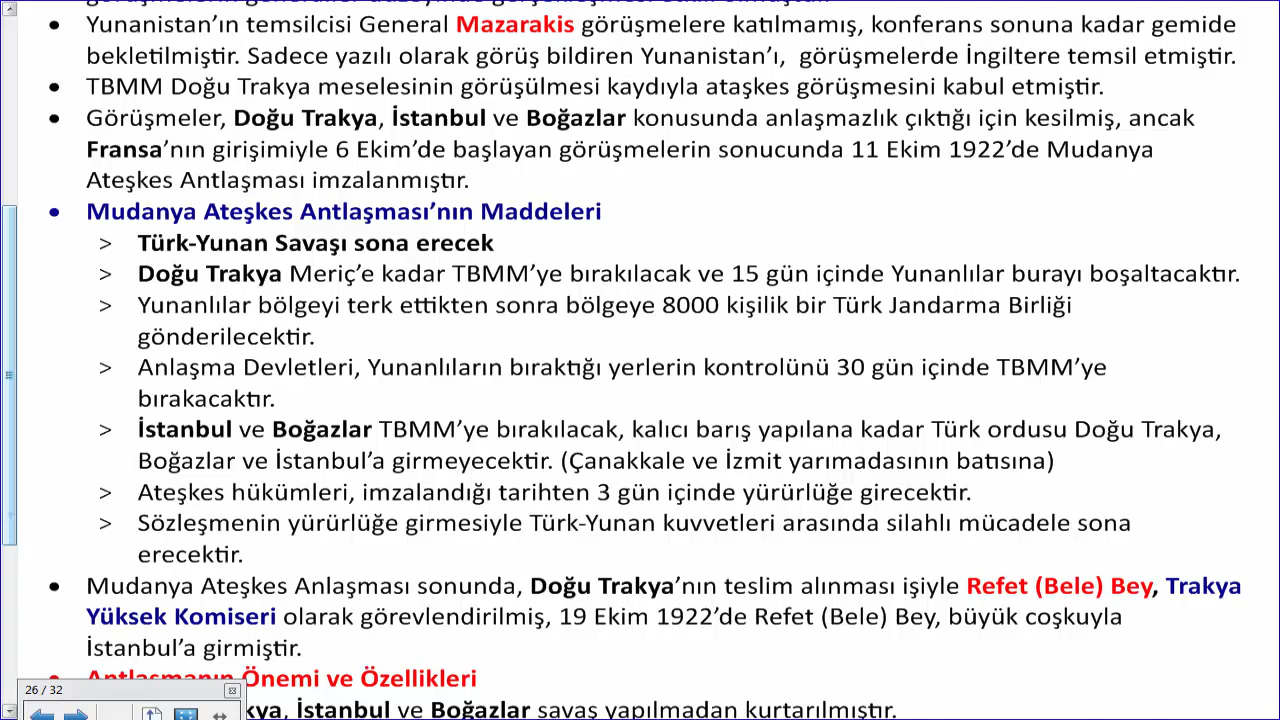 Yunanistan’ın temsilcisi General Mazarakis görüşmelere katılmamış, konferans sonuna kadar gemide
bekletilmiştir. Sadece yazılı olarak görüş bildiren Yunanistan’ı,  görüşmelerde İngiltere temsil etmiştir.
TBMM Doğu Trakya meselesinin görüşülmesi kaydıyla ataşkes görüşmesini kabul etmiştir.
Görüşmeler, Doğu Trakya, İstanbul ve Boğazlar konusunda anlaşmazlık çıktığı için kesilmiş, ancak
Fransa’nın girişimiyle 6 Ekim’de başlayan görüşmelerin sonucunda 11 Ekim 1922’de Mudanya
Ateşkes Antlaşması imzalanmıştır.
Mudanya Ateşkes Antlaşması’nın Maddeleri
> Türk-Yunan Savaşı sona erecek
> Doğu Trakya Meriç’e kadar TBMM’ye bırakılacak ve 15 gün içinde Yunanlılar burayı boşaltacaktır.
> Yunanlılar bölgeyi terk ettikten sonra bölgeye 8000 kişilik bir Türk Jandarma Birliği
gönderilecektir.
> Anlaşma Devletleri, Yunanlıların bıraktığı yerlerin kontrolünü 30 gün içinde TBMM’ye
bırakacaktır.
> İstanbul ve Boğazlar TBMM’ye bırakılacak, kalıcı barış yapılana kadar Türk ordusu Doğu Trakya,
Boğazlar ve İstanbul’a girmeyecektir. (Çanakkale ve İzmit yarımadasının batısına)
> Ateşkes hükümleri, imzalandığı tarihten 3 gün içinde yürürlüğe girecektir.
> Sözleşmenin yürürlüğe girmesiyle Türk-Yunan kuvvetleri arasında silahlı mücadele sona
erecektir.
Mudanya Ateşkes Anlaşması sonunda, Doğu Trakya’nın teslim alınması işiyle Refet (Bele) Bey, Trakya
Yüksek Komiseri olarak görevlendirilmiş, 19 Ekim 1922’de Refet (Bele) Bey, büyük coşkuyla
İstanbul’a girmiştir.
Antlaşmanın Önemi ve Özellikleri
26 / 32
kya, İstanbul ve Boğazlar savaş yapılmadan kurtarılmıştır.